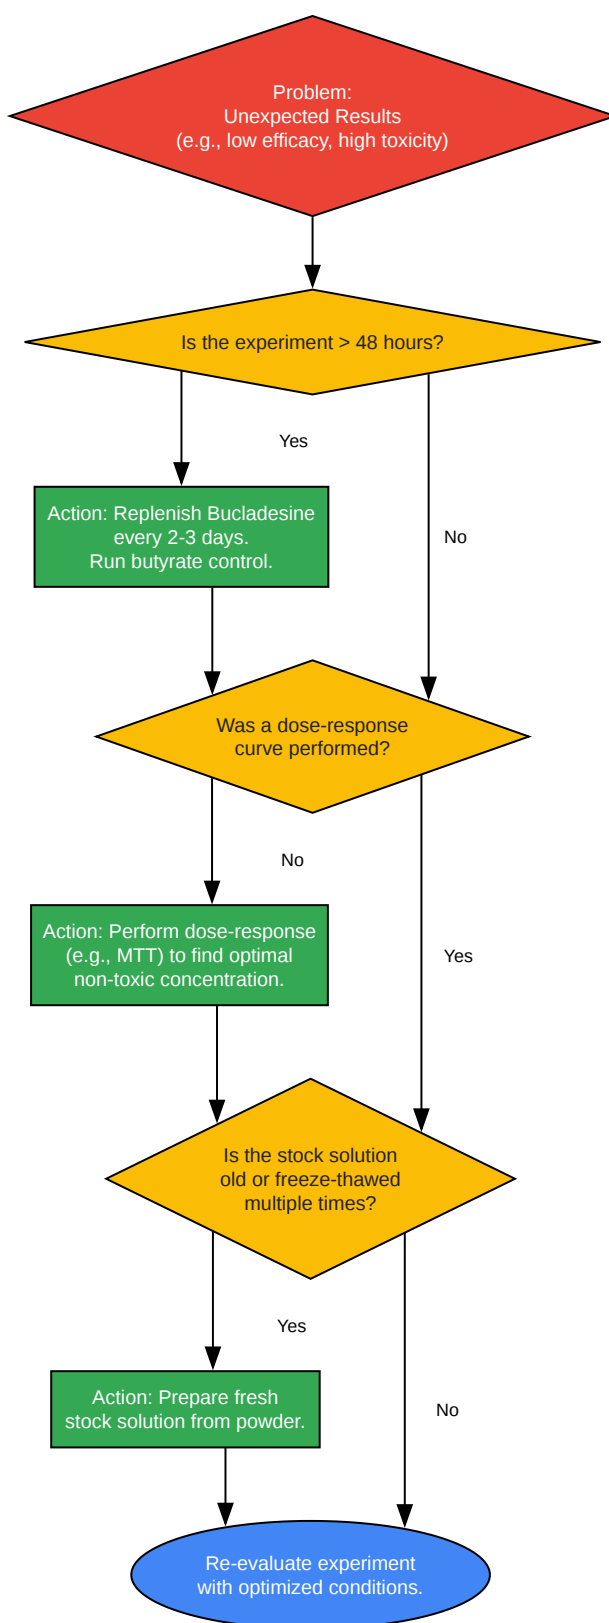 Problem:
Unexpected Results
(e.g., low efficacy, high toxicity)
Is the experiment > 48 hours?
Yes
Action: Replenish Bucladesine
every 2-3 days.
Run butyrate control.
No
Was a dose-response
curve performed?
No
Action: Perform dose-response
(e.g., MTT) to find optimal
non-toxic concentration.
Yes
Is the stock solution
old or freeze-thawed
multiple times?
Yes
Action: Prepare fresh
stock solution from powder.
No
Re-evaluate experiment
with optimized conditions.